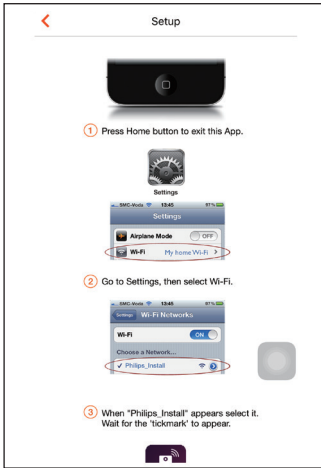 Setup
1 Press Home button to exit this App.
Settings
SMC-Voda 13:45 97%
Settings
Airplane Mode OFF
Wi-Fi My home Wi-Fi
2 Go to Settings, then select Wi-Fi.
SMC-Voda 13:45 97%
Settings Wi-Fi Networks
Wi-Fi ON
Choose a Network...
✓ Philips_Install
3 When "Philips_Install" appears select it.
Wait for the 'tickmark' to appear.